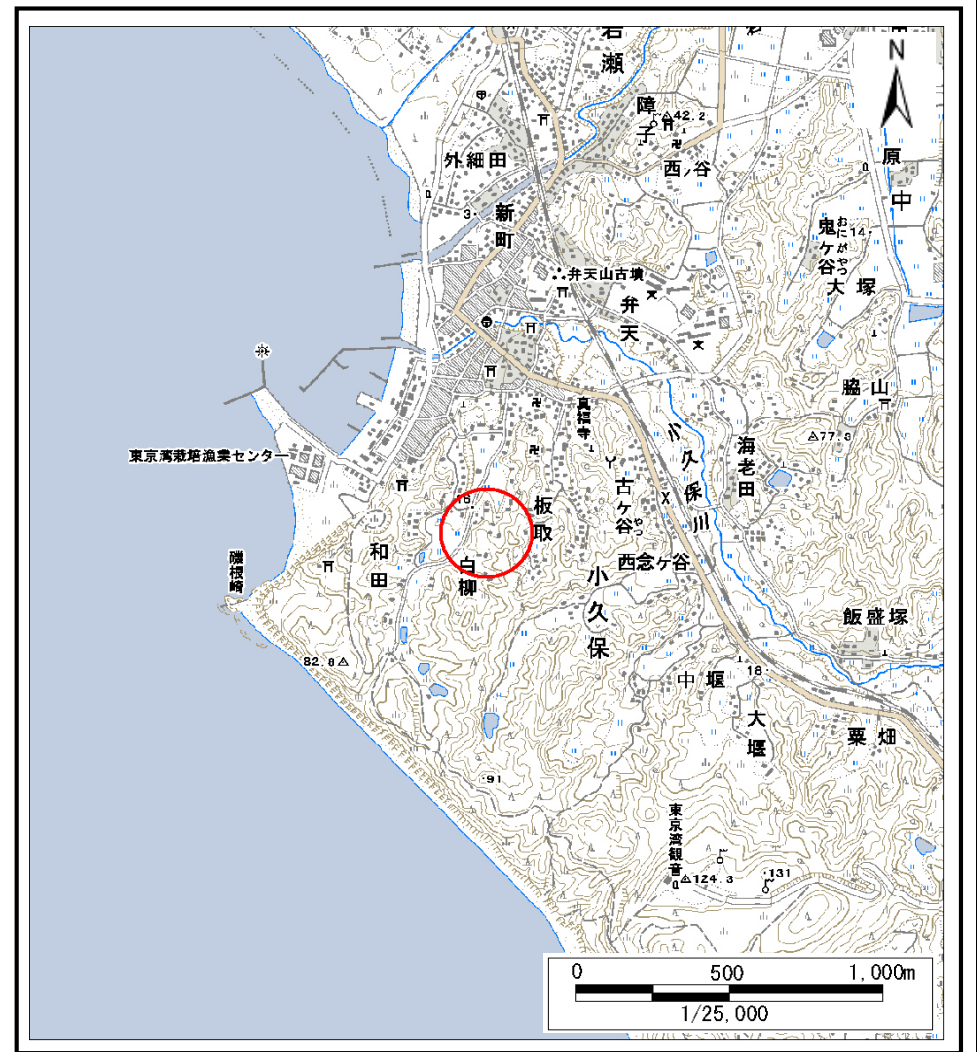 岩瀬
N
障子
42.2
外細田
西ノ谷
原
中
新町
3
鬼ケ谷
おにがやつ
14
弁天山古墳
大塚
弁天
脇山
77.8
真福寺
小久保川
海老田
東京湾栽培漁業センター
古ケ谷
やつ
板取
和田
白柳
西念ケ谷
磯根崎
小久保
飯盛塚
82.8
中堰
18
大堰
粟畑
91
東京湾観音
124.3
131
0 500 1,000m
1/25,000